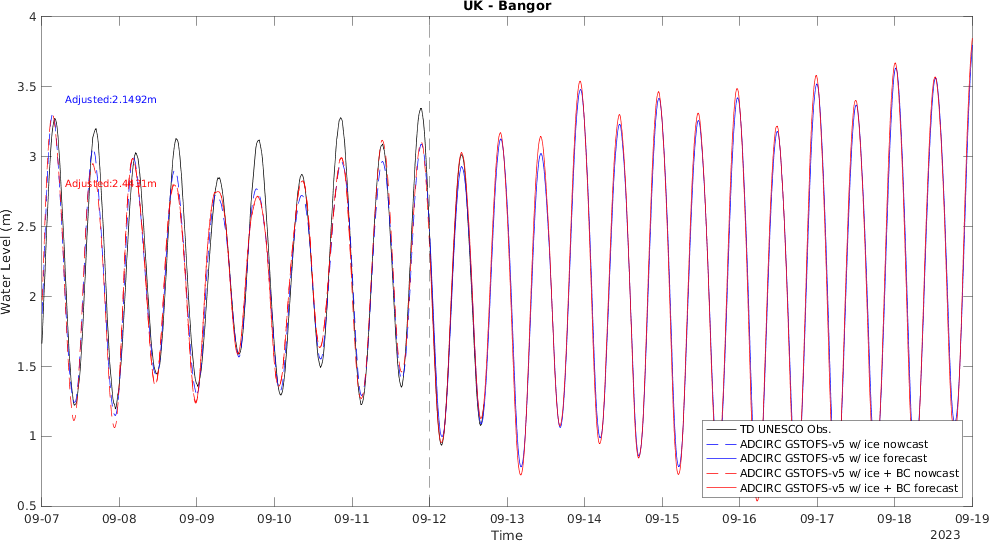 UK - Bangor
4
3.5
3
2.5
2
1.5
1
0.5
Water Level (m)
Adjusted:2.1492m
TD UNESCO Obs.
ADCIRC GSTOFS-v5 w/ ice nowcast
ADCIRC GSTOFS-v5 w/ ice forecast
ADCIRC GSTOFS-v5 w/ ice + BC nowcast
ADCIRC GSTOFS-v5 w/ ice + BC forecast
09-07 09-08 09-09 09-10 09-11 09-12 09-13 09-14 09-15 09-16 09-17 09-18 09-19
Time
2023